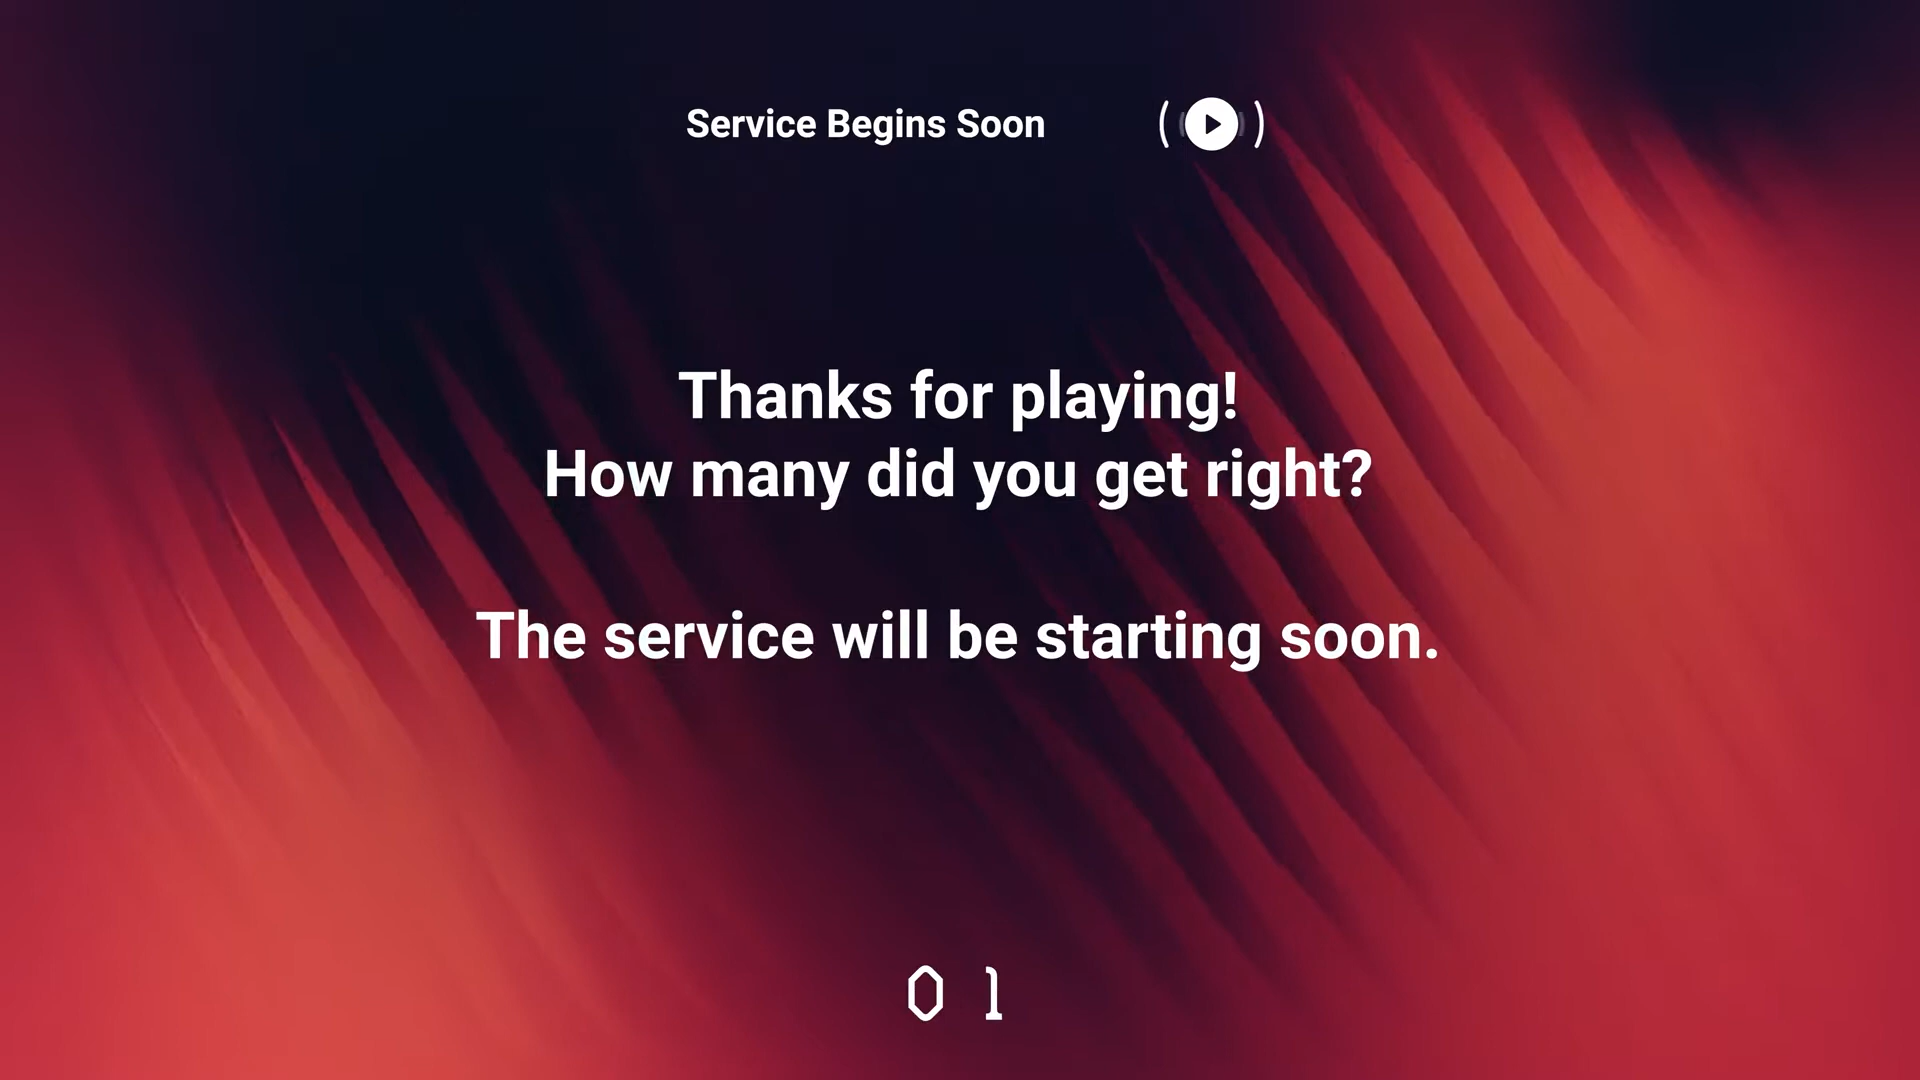 Service Begins Soon
Thanks for playing!
How many did you get right?
The service will be starting soon.
0 1